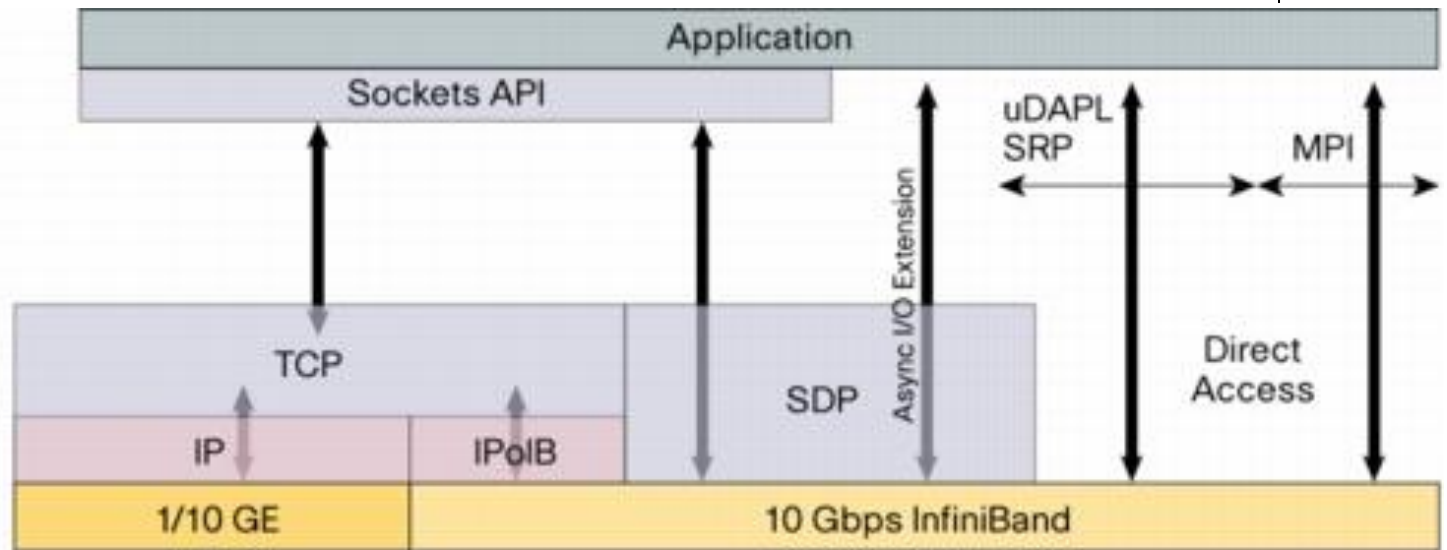 Application
Sockets API
uDAPL
SRP
MPI
Async I/O Extension
TCP
SDP
Direct
Access
IP
IPoIB
1/10 GE
10 Gbps InfiniBand